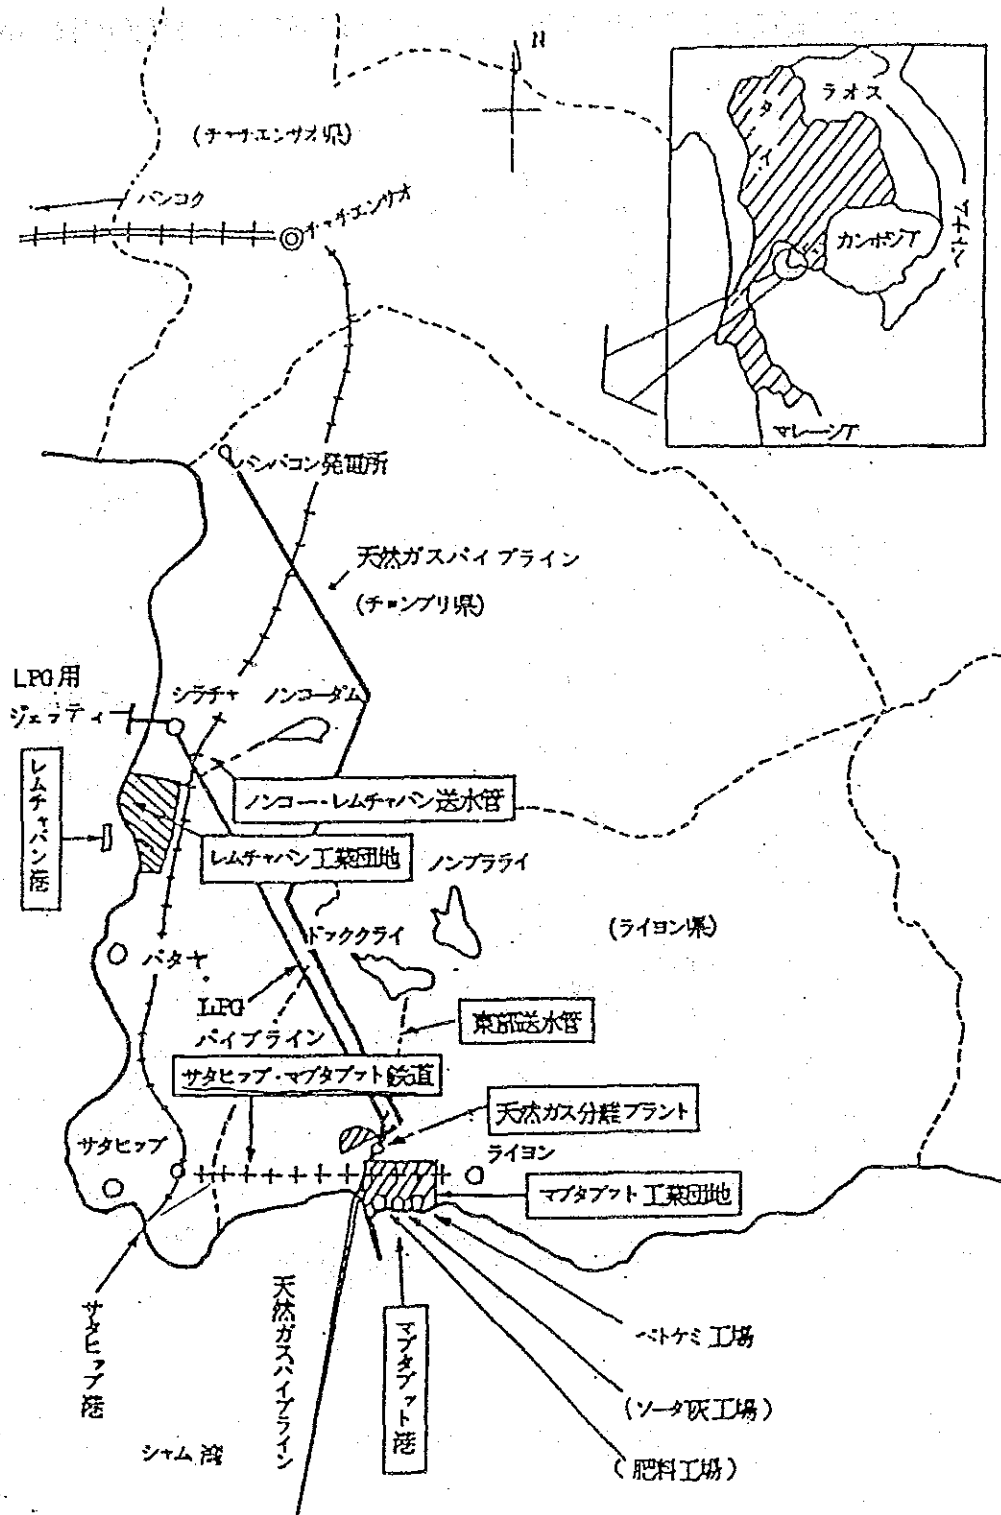 N
ラオス
タイ
(チャチェンサオ県)
バンコク
チャチェンサオ
カンボジア
ベトナム
マレーシア
バンパコン発電所
天然ガスパイプライン
(チョンブリ県)
LPG用
ジェッティ
シラチャ
ノンコーダム
レムチャバン港
ノンコー・レムチャバン送水管
レムチャバン工業団地
ノンプラライ
ドッククライ
(ライヨン県)
パタヤ
LPG
パイプライン
東部送水管
サタヒップ・マプタプット鉄道
天然ガス分離プラント
サタヒップ
ライヨン
マプタプット工業団地
サタヒップ港
天然ガスパイプライン
マプタプット港
ペトケミ工場
(ソーダ灰工場)
(肥料工場)
シャム湾